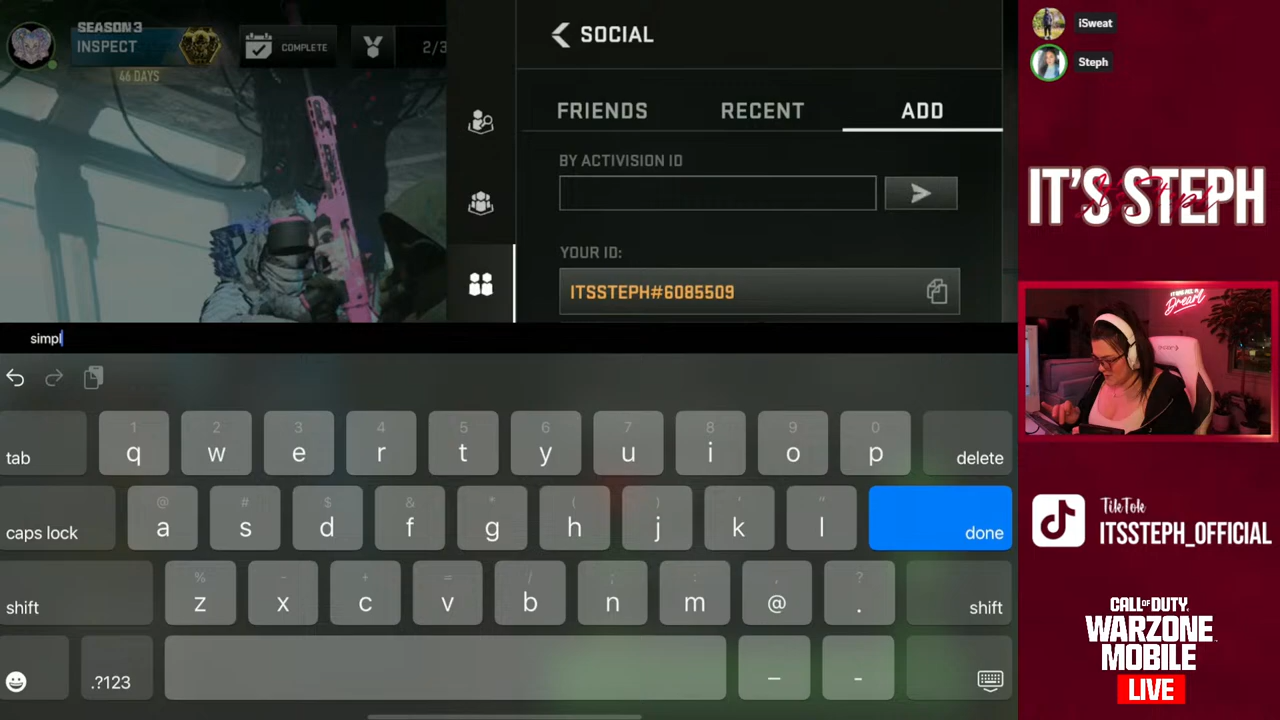 SEASON 3
INSPECT
46 DAYS
COMPLETE
2/3
SOCIAL
FRIENDS RECENT ADD
BY ACTIVISION ID
YOUR ID:
ITSSTEPH#6085509
simpl
1 2 3 4 5 6 7 8 9 0
tab q w e r t y u i o p delete
@ # $ & * ( ) ' "
caps lock a s d f g h j k l done
% - + = / ; : , ?
shift z x c v b n m @ . shift
.?123 _ -
iSweat
Steph
IT'S STEPH
TikTok
ITSSTEPH_OFFICIAL
CALL OF DUTY
WARZONE
MOBILE
LIVE